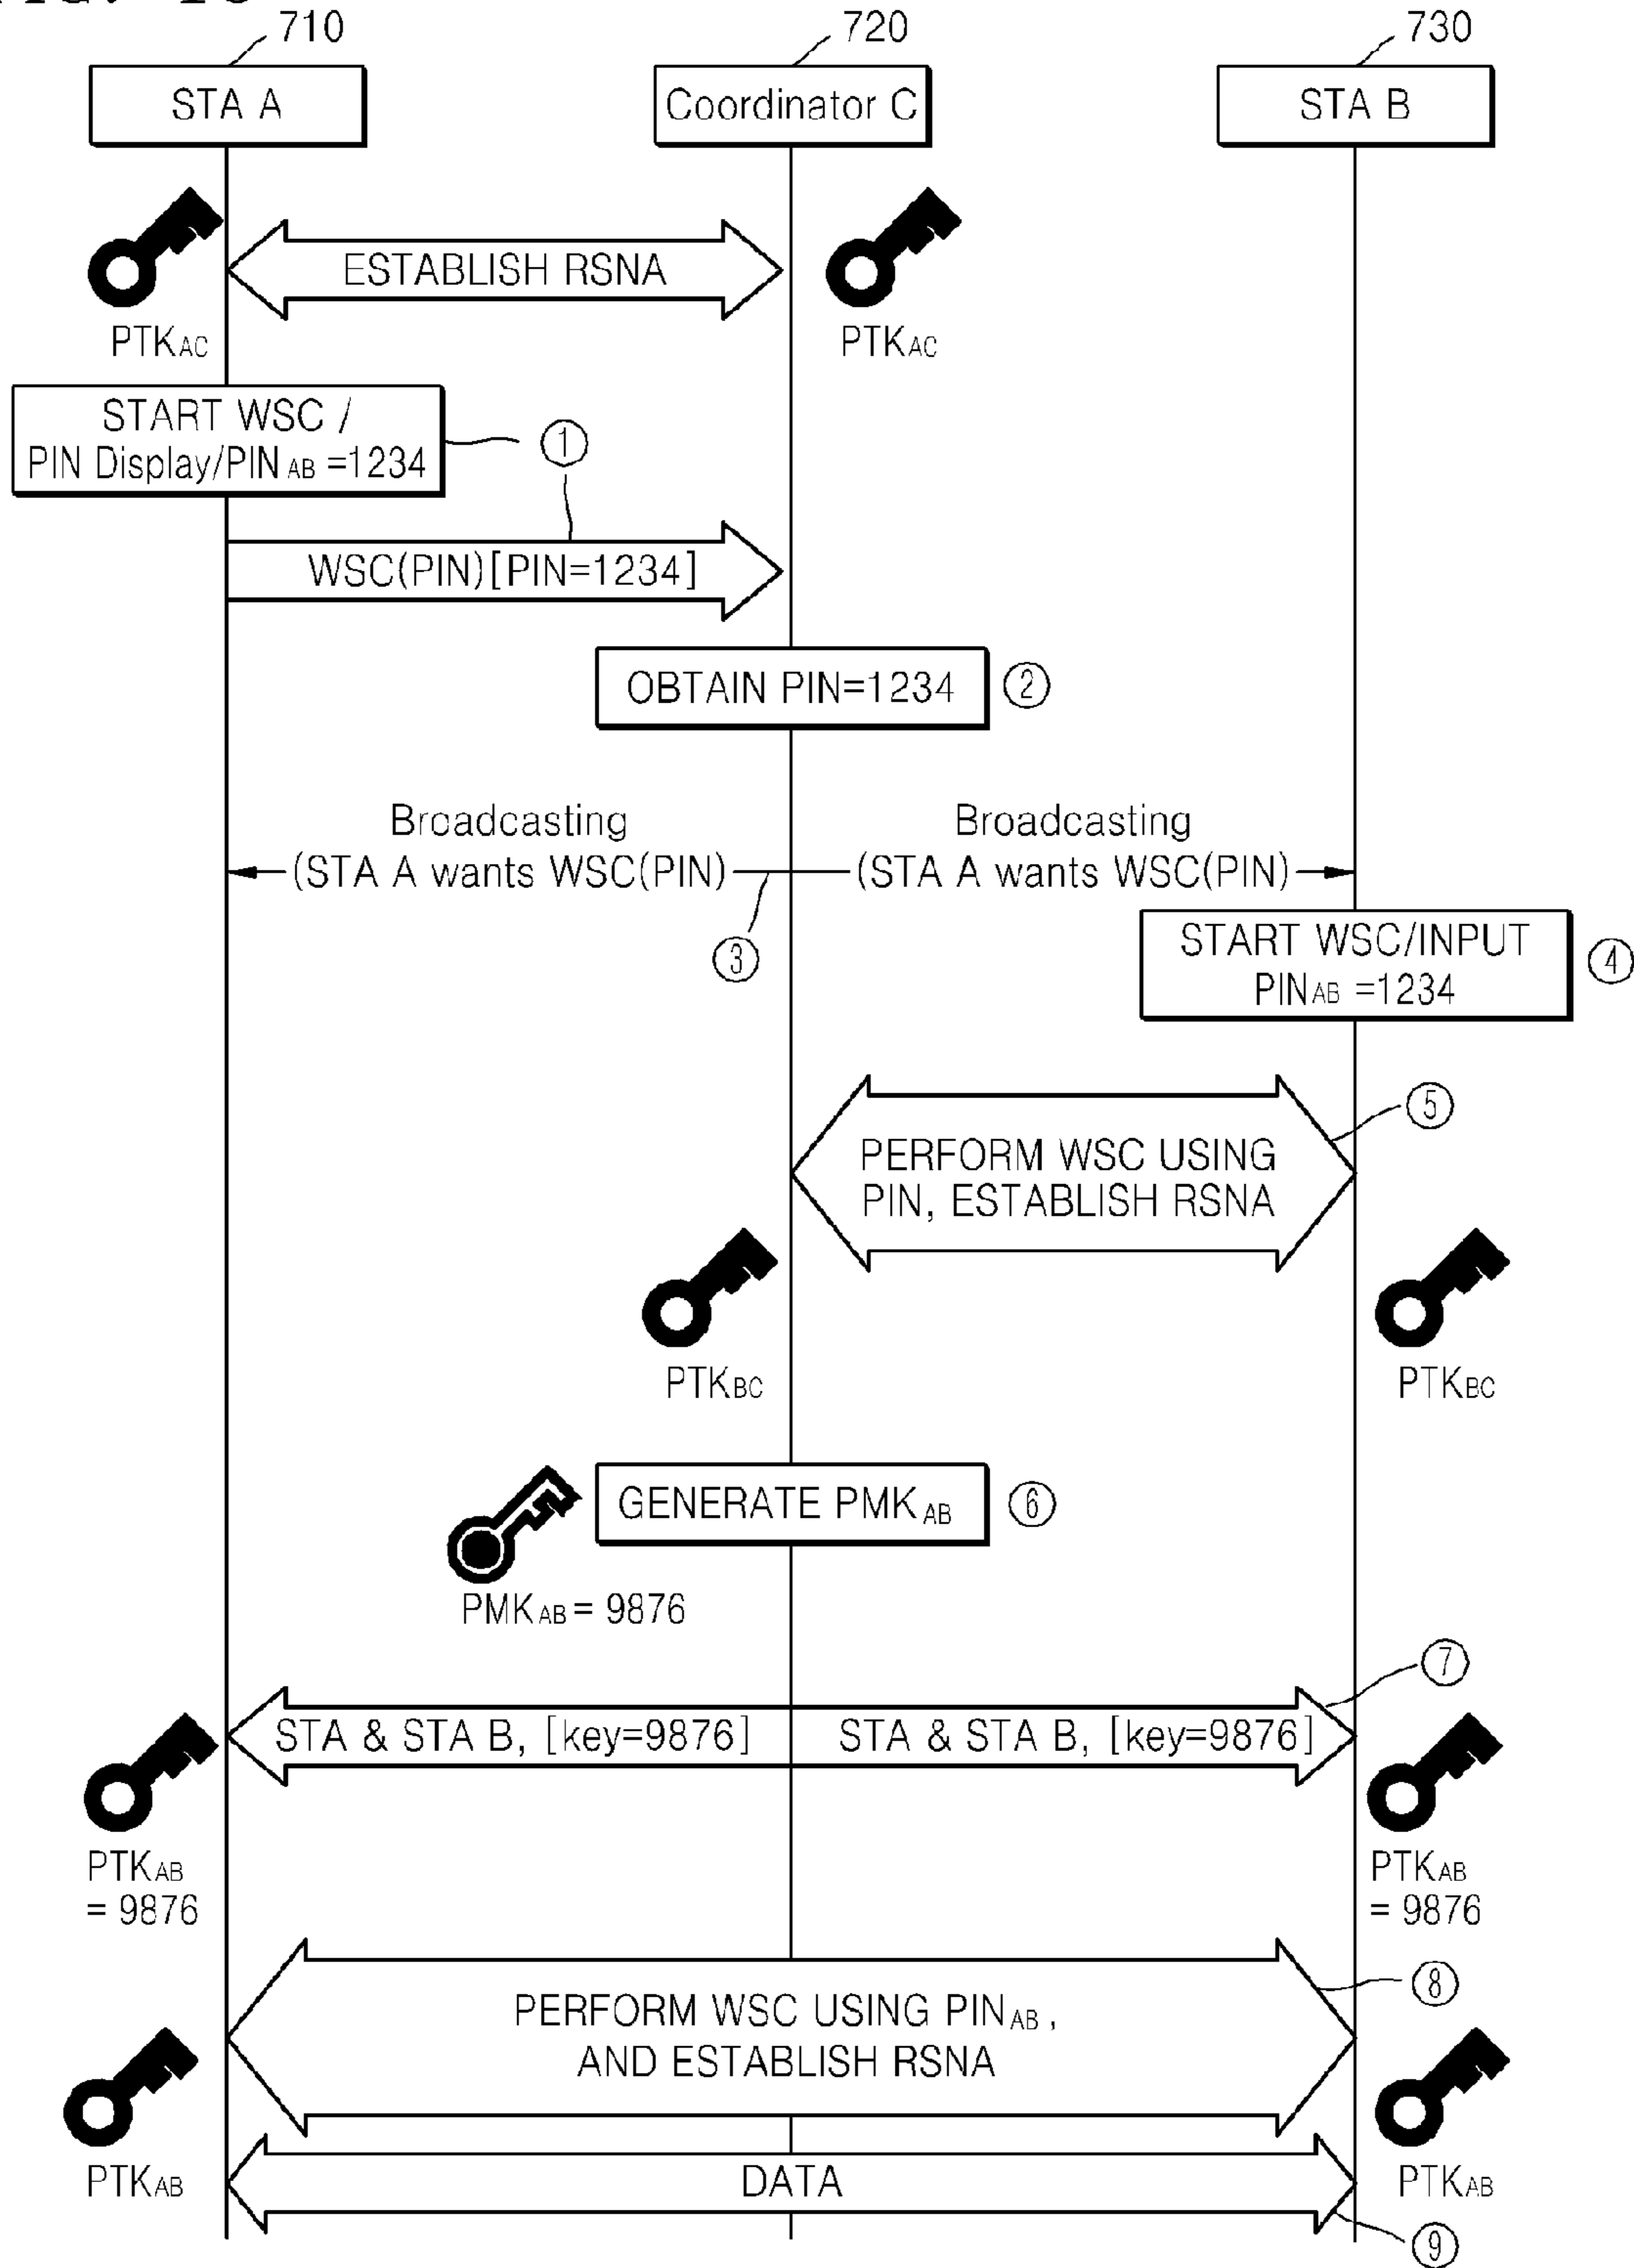 710
720
730
STA A
Coordinator C
STA B
ESTABLISH RSNA
PTKAC
PTKAC
START WSC /
PIN Display/PINAB =1234
①
WSC(PIN)[PIN=1234]
OBTAIN PIN=1234
②
Broadcasting
(STA A wants WSC(PIN)
Broadcasting
(STA A wants WSC(PIN)
③
START WSC/INPUT
PINAB =1234
④
⑤
PERFORM WSC USING
PIN, ESTABLISH RSNA
PTKBC
PTKBC
GENERATE PMKAB
⑥
PMKAB = 9876
⑦
STA & STA B, [key=9876]
STA & STA B, [key=9876]
PTKAB
= 9876
PTKAB
= 9876
⑧
PERFORM WSC USING PINAB ,
AND ESTABLISH RSNA
PTKAB
DATA
PTKAB
⑨